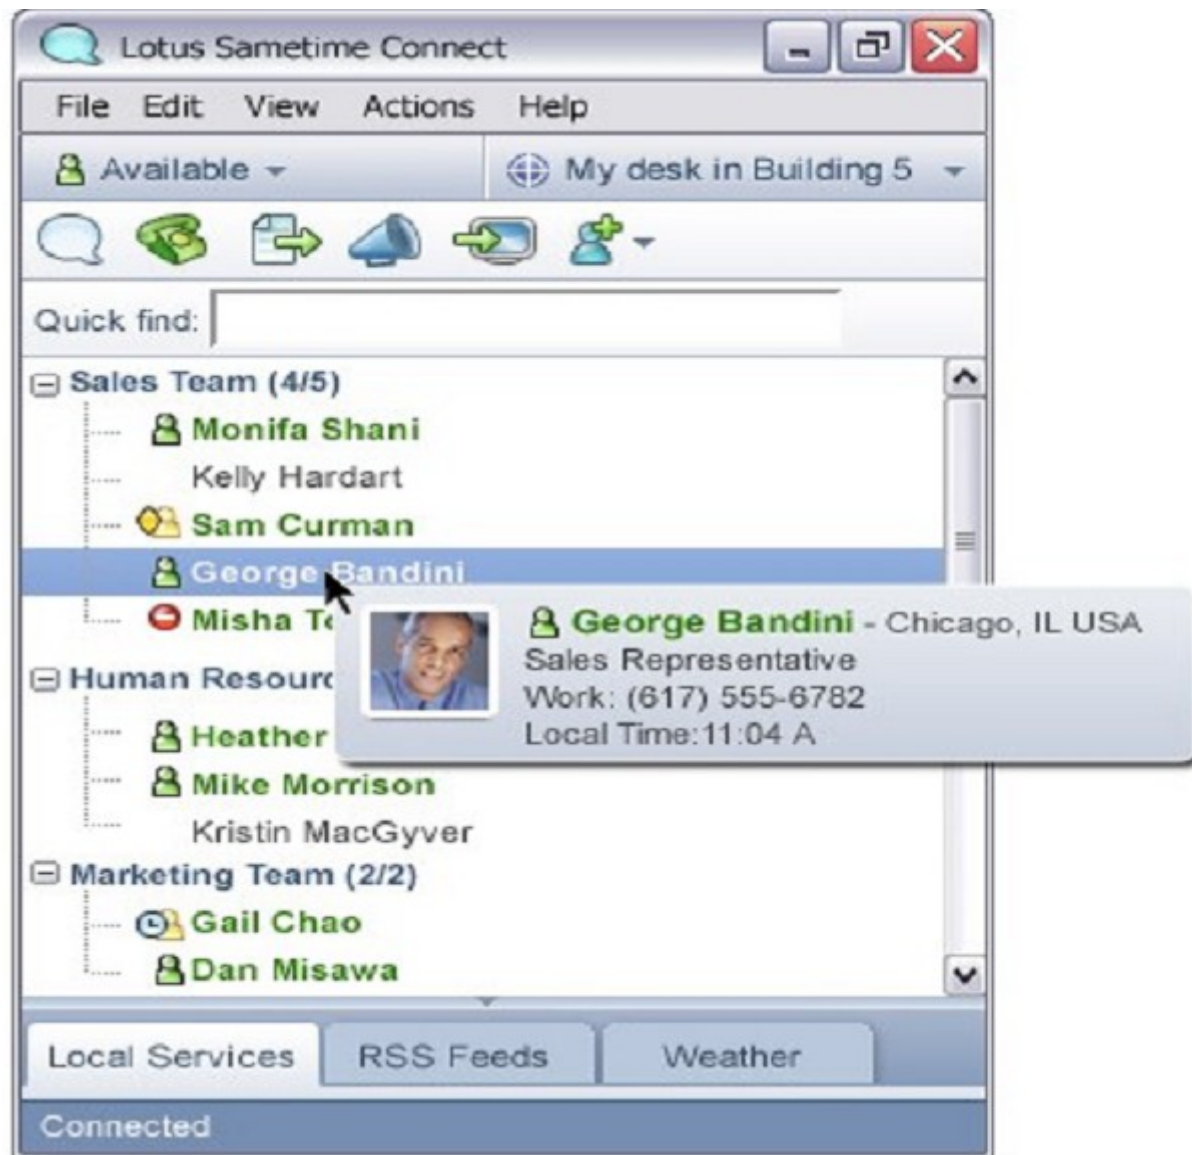 Lotus Sametime Connect
File Edit View Actions Help
Available My desk in Building 5
Quick find:
Sales Team (4/5)
Monifa Shani
Kelly Hardart
Sam Curman
George Bandini
Misha
George Bandini - Chicago, IL USA
Sales Representative
Work: (617) 555-6782
Local Time:11:04 A
Human
Heather
Mike Morrison
Kristin MacGyver
Marketing Team (2/2)
Gail Chao
Dan Misawa
Local Services RSS Feeds Weather
Connected